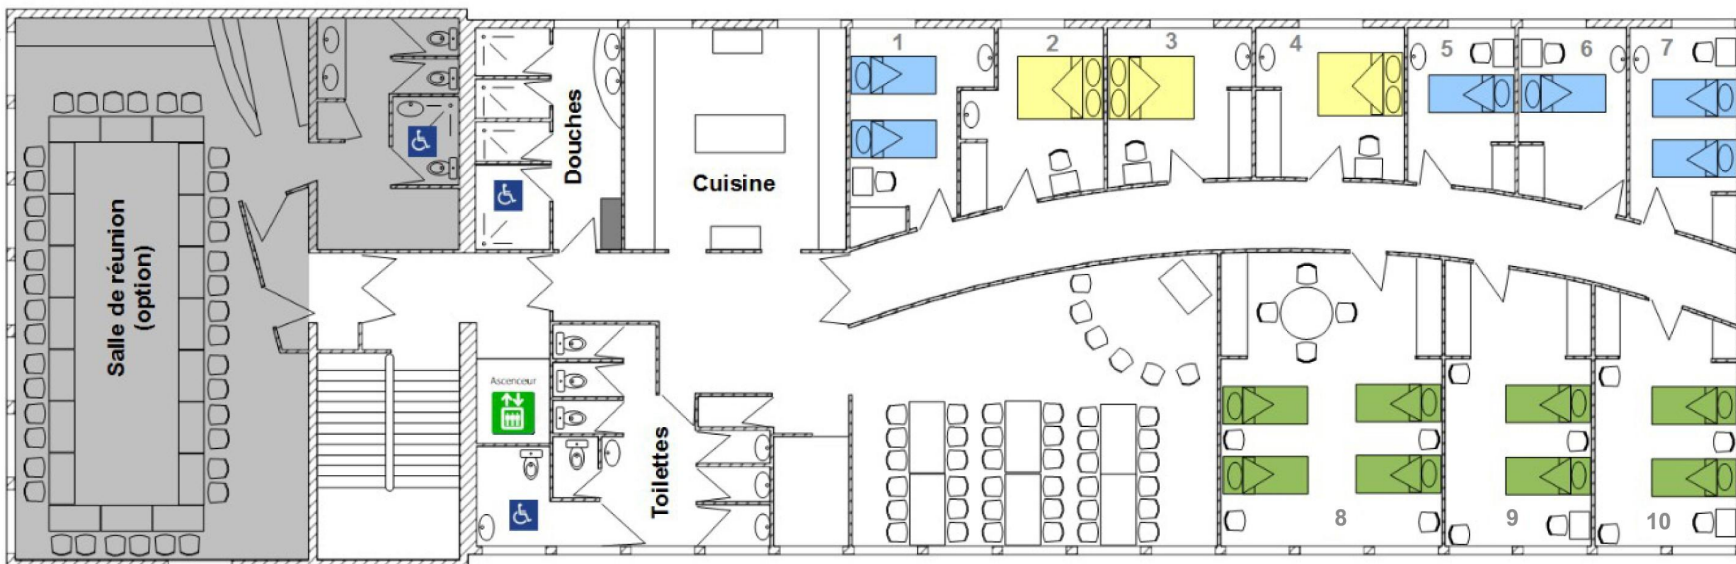 1
2
3
4
5
6
7
Douches
Cuisine
Salle de réunion
(option)
Ascenceur
Toilettes
8
9
10